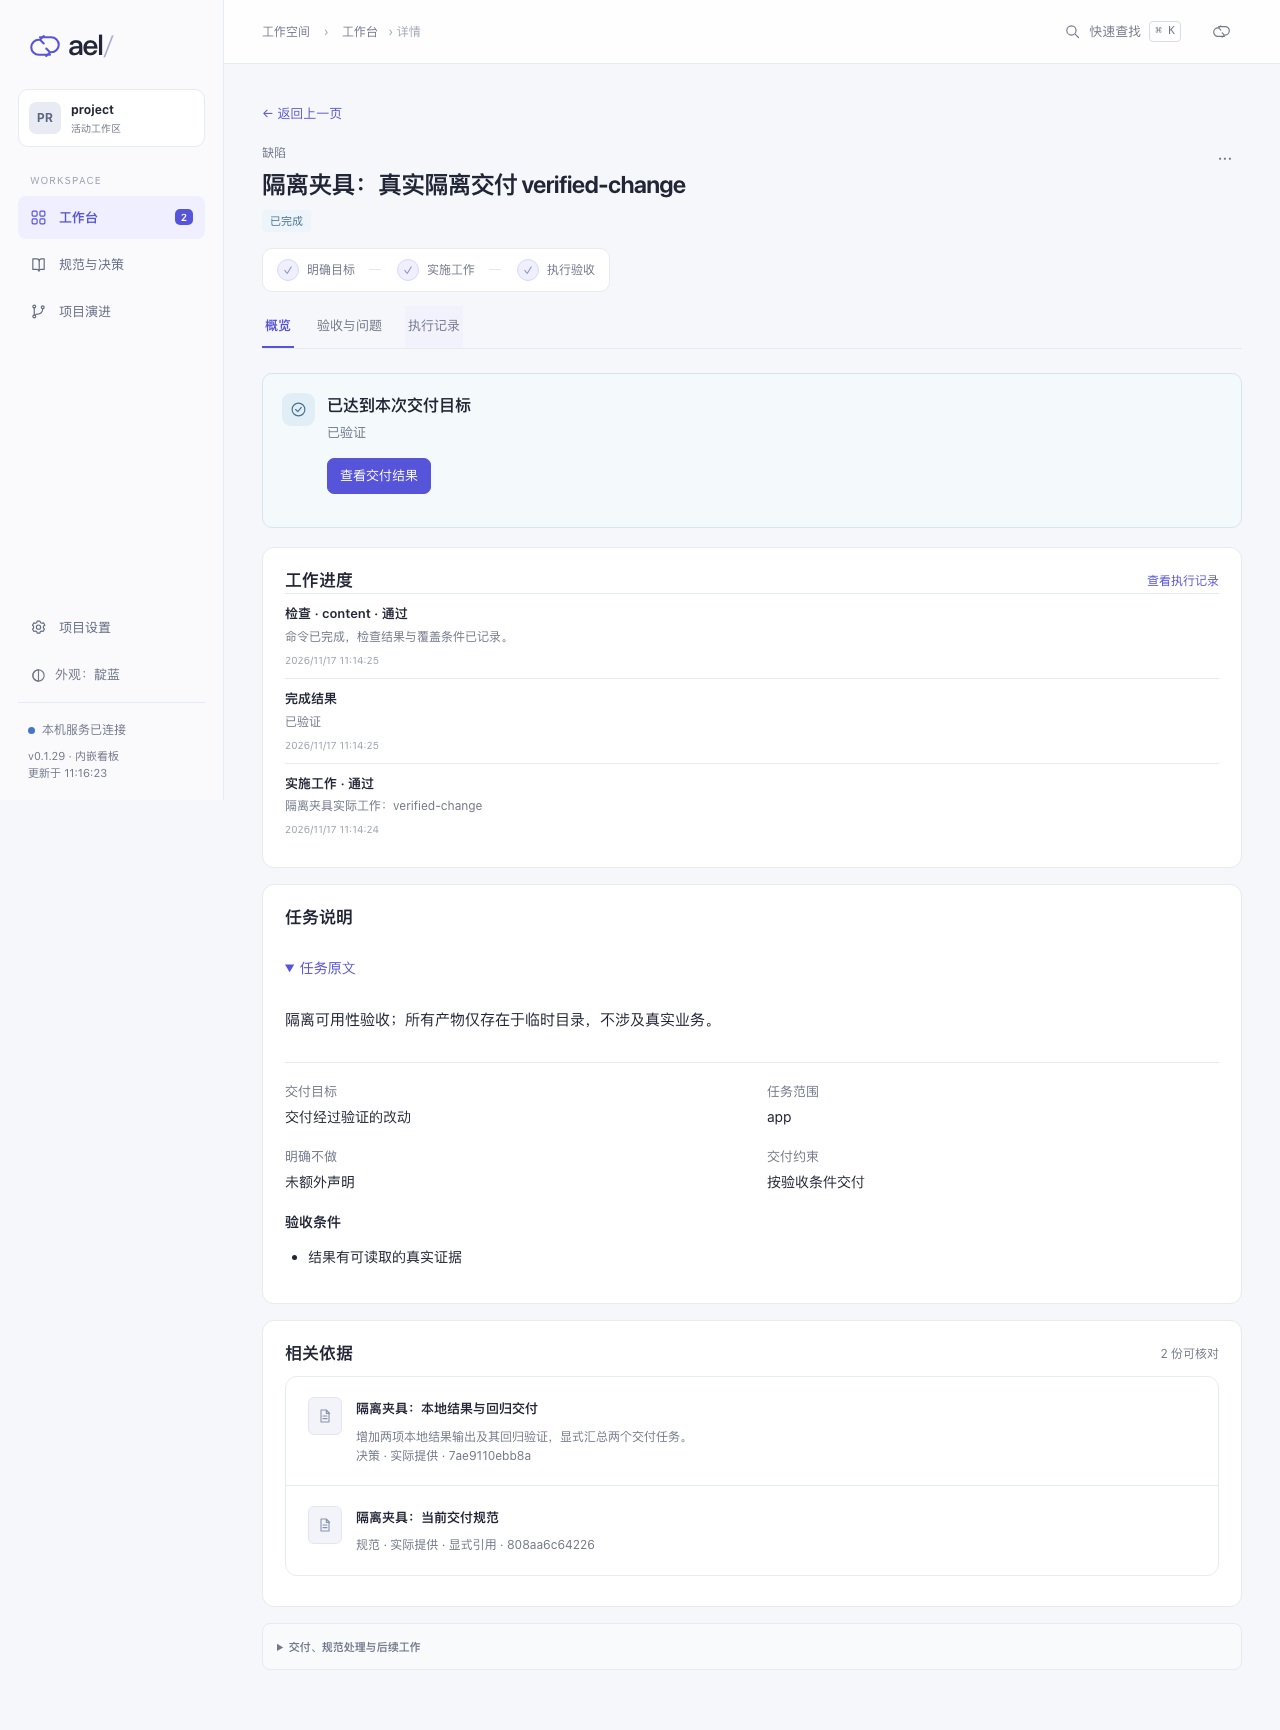 ael/
PR
project
活动工作区
WORKSPACE
工作台
2
规范与决策
项目演进
项目设置
外观：靛蓝
本机服务已连接
v0.1.29 · 内嵌看板
更新于 11:16:23
工作空间 › 工作台 › 详情
快速查找 ⌘ K
← 返回上一页
缺陷
...
隔离夹具：真实隔离交付 verified-change
已完成
明确目标 — 实施工作 — 执行验收
概览 验收与问题 执行记录
已达到本次交付目标
已验证
查看交付结果
工作进度
查看执行记录
检查 · content · 通过
命令已完成，检查结果与覆盖条件已记录。
2026/11/17 11:14:25
完成结果
已验证
2026/11/17 11:14:25
实施工作 · 通过
隔离夹具实际工作：verified-change
2026/11/17 11:14:24
任务说明
▼ 任务原文
隔离可用性验收；所有产物仅存在于临时目录，不涉及真实业务。
交付目标
交付经过验证的改动
任务范围
app
明确不做
未额外声明
交付约束
按验收条件交付
验收条件
• 结果有可读取的真实证据
相关依据
2 份可核对
隔离夹具：本地结果与回归交付
增加两项本地结果输出及其回归验证，显式汇总两个交付任务。
决策 · 实际提供 · 7ae9110ebb8a
隔离夹具：当前交付规范
规范 · 实际提供 · 显式引用 · 808aa6c64226
▶ 交付、规范处理与后续工作